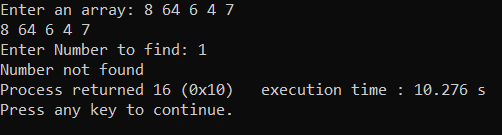 Enter an array: 8 64 6 4 7
8 64 6 4 7
Enter Number to find: 1
Number not found
Process returned 16 (0x10)   execution time : 10.276 s
Press any key to continue.